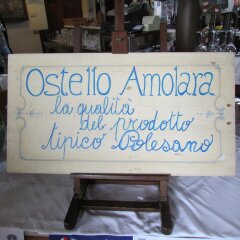 Ostello Amolara
la qualità
del prodotto
tipico Polesano